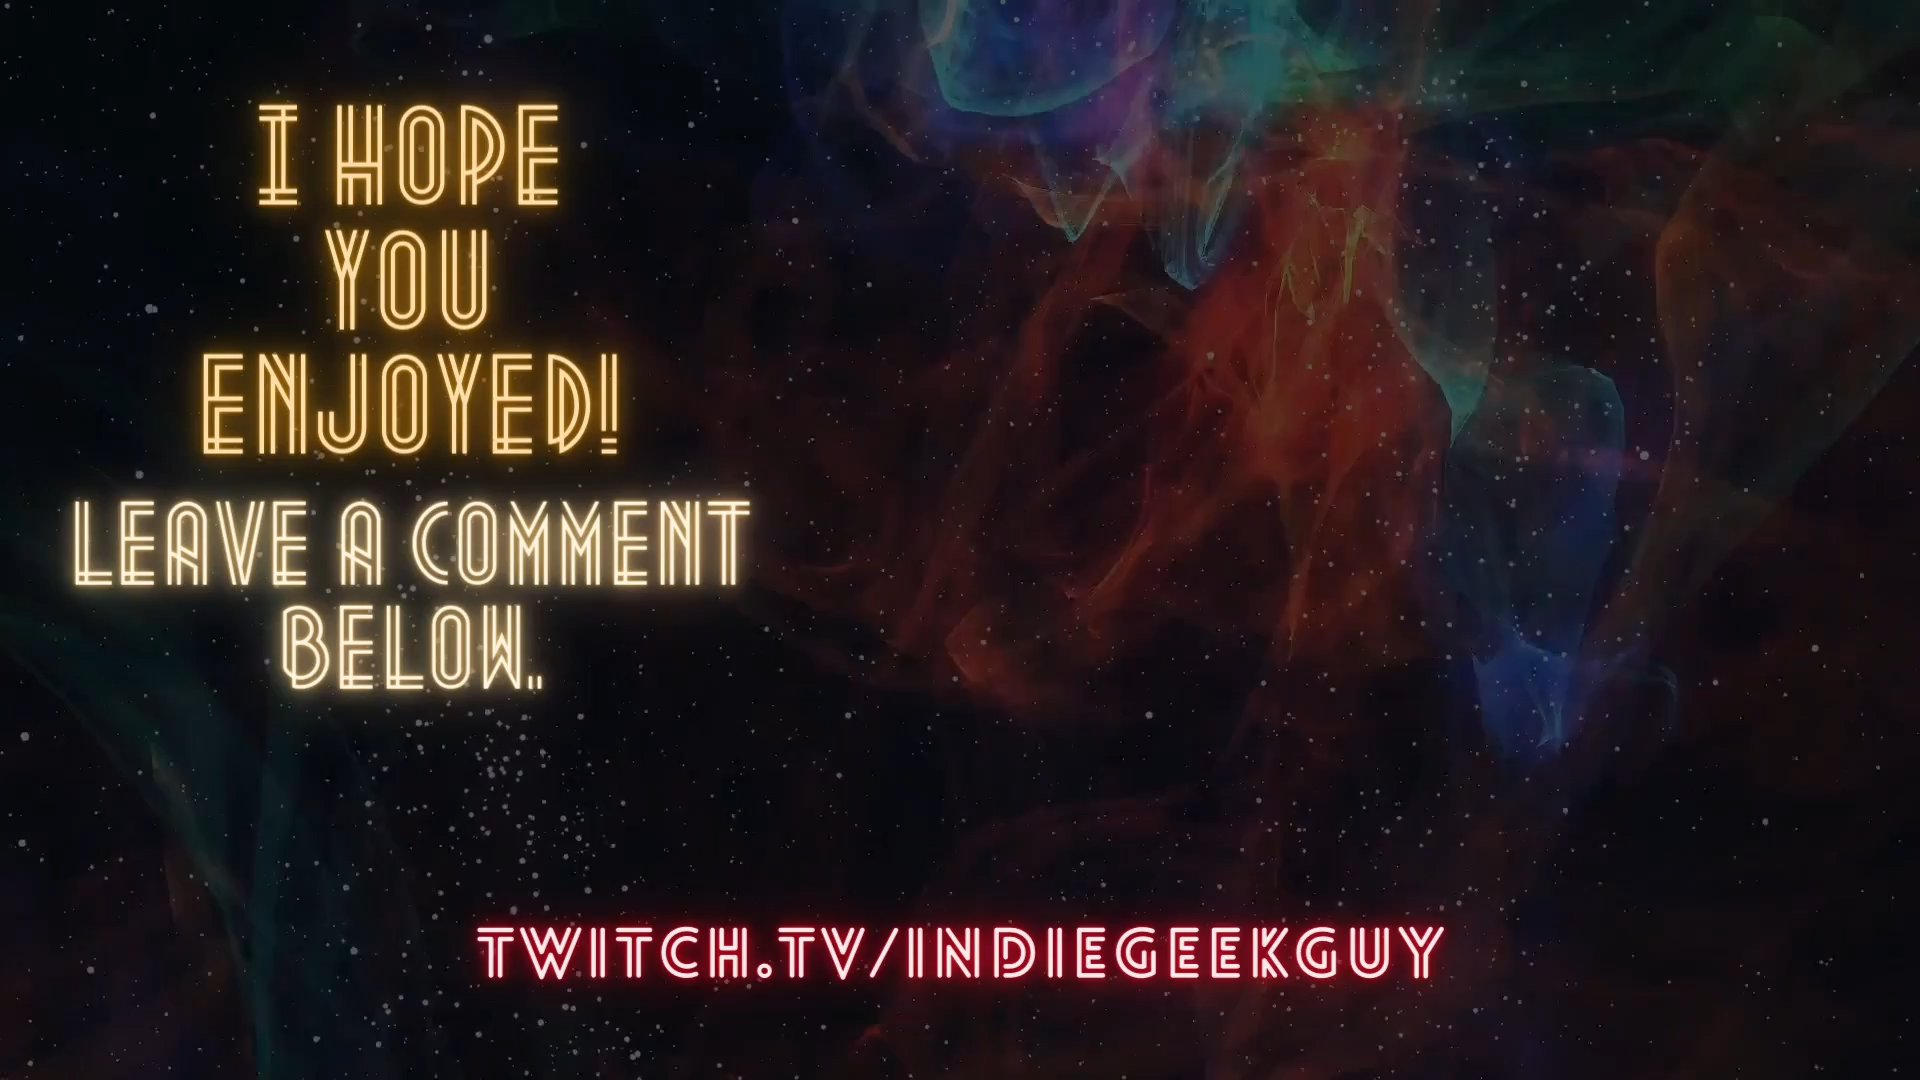 I HOPE
YOU
ENJOYED!
LEAVE A COMMENT
BELOW..
TWITCH.TV/INDIEGEEKGUY